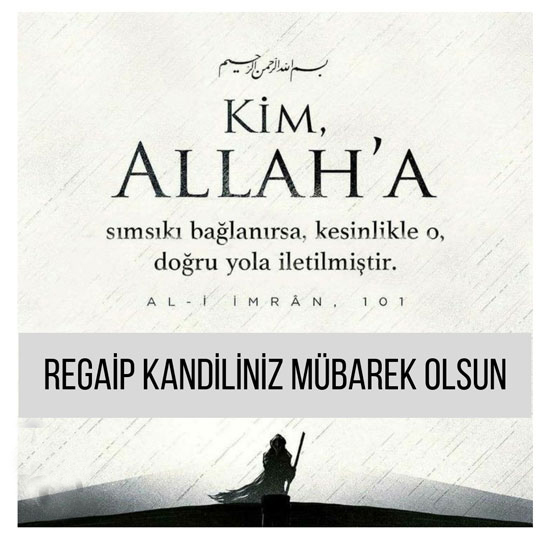 بسم الله الرحمن الرحيم
KİM,
ALLAH'A
sımsıkı bağlanırsa, kesinlikle o,
doğru yola iletilmiştir.
AL-İ İMRÂN, 101
REGAİP KANDİLİNİZ MÜBAREK OLSUN